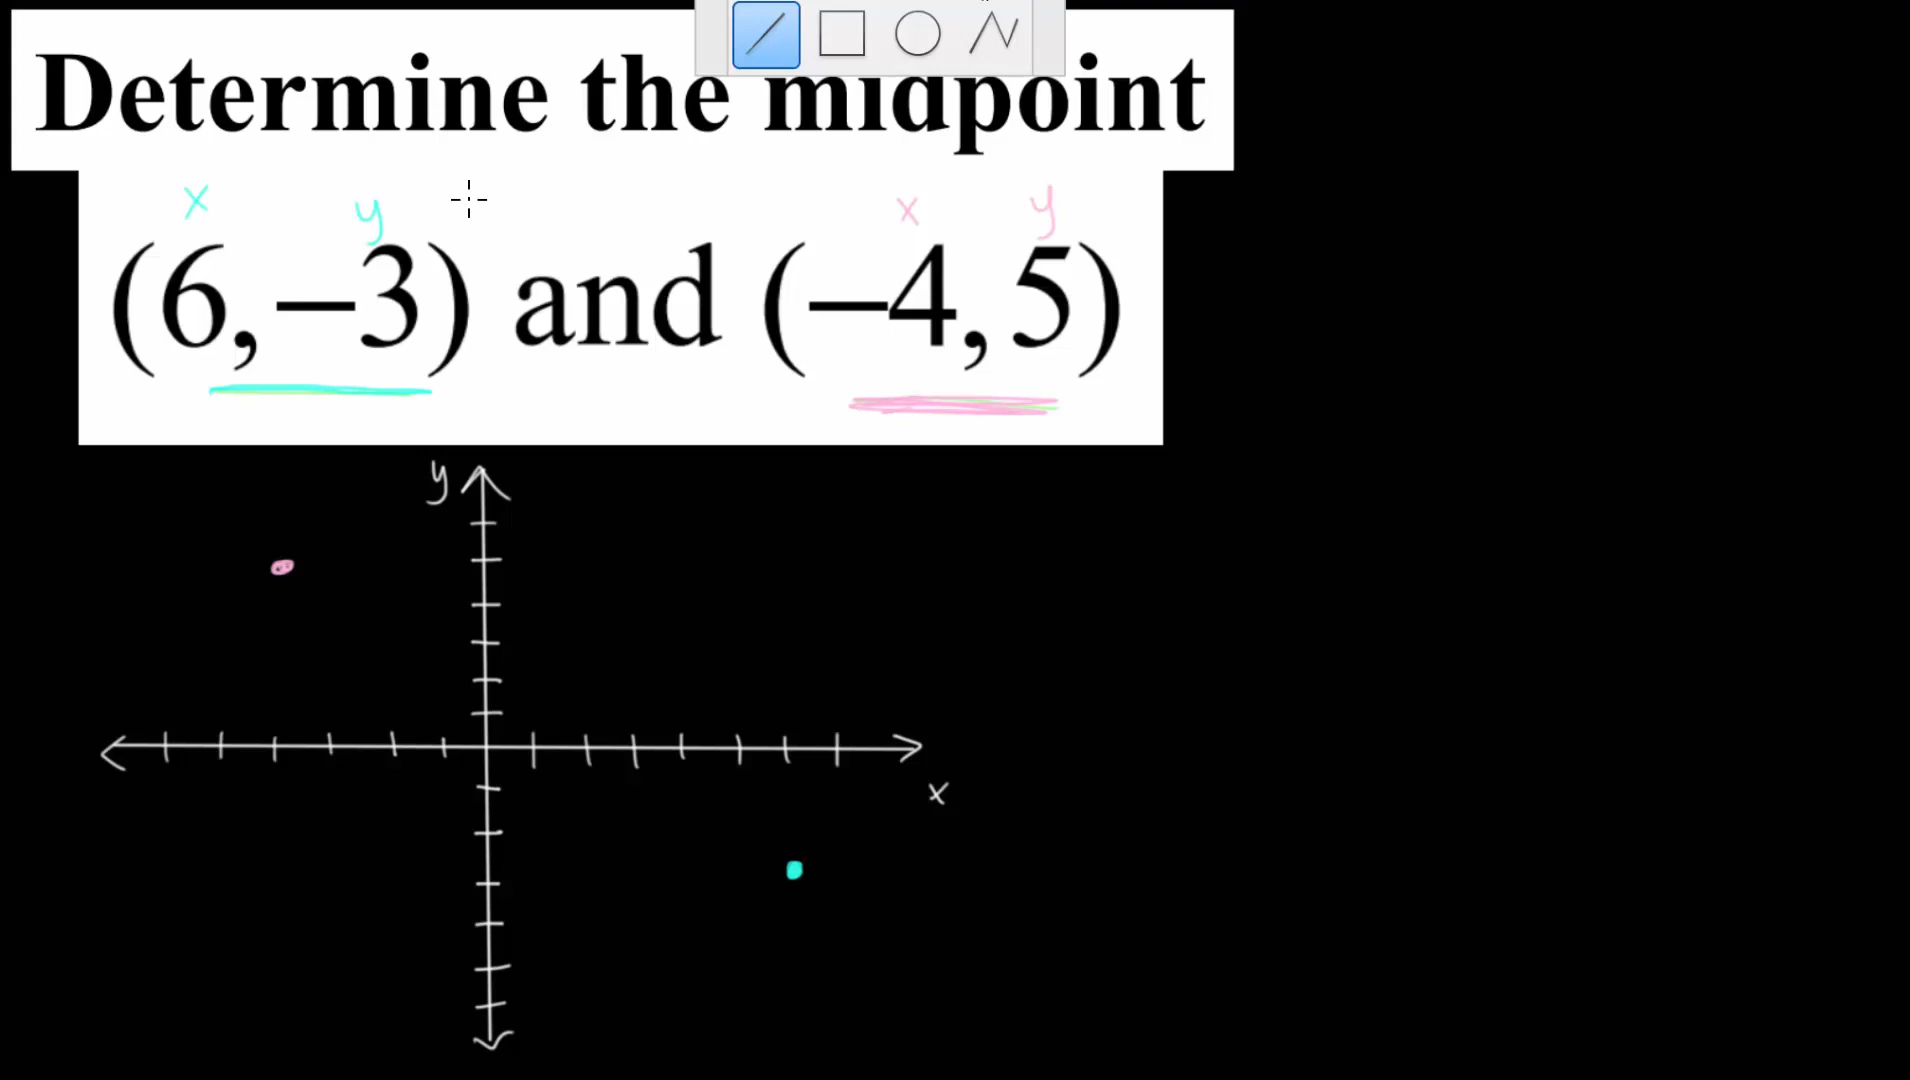 Determine the midpoint
x y x y
(6,−3) and (−4,5)
y
x